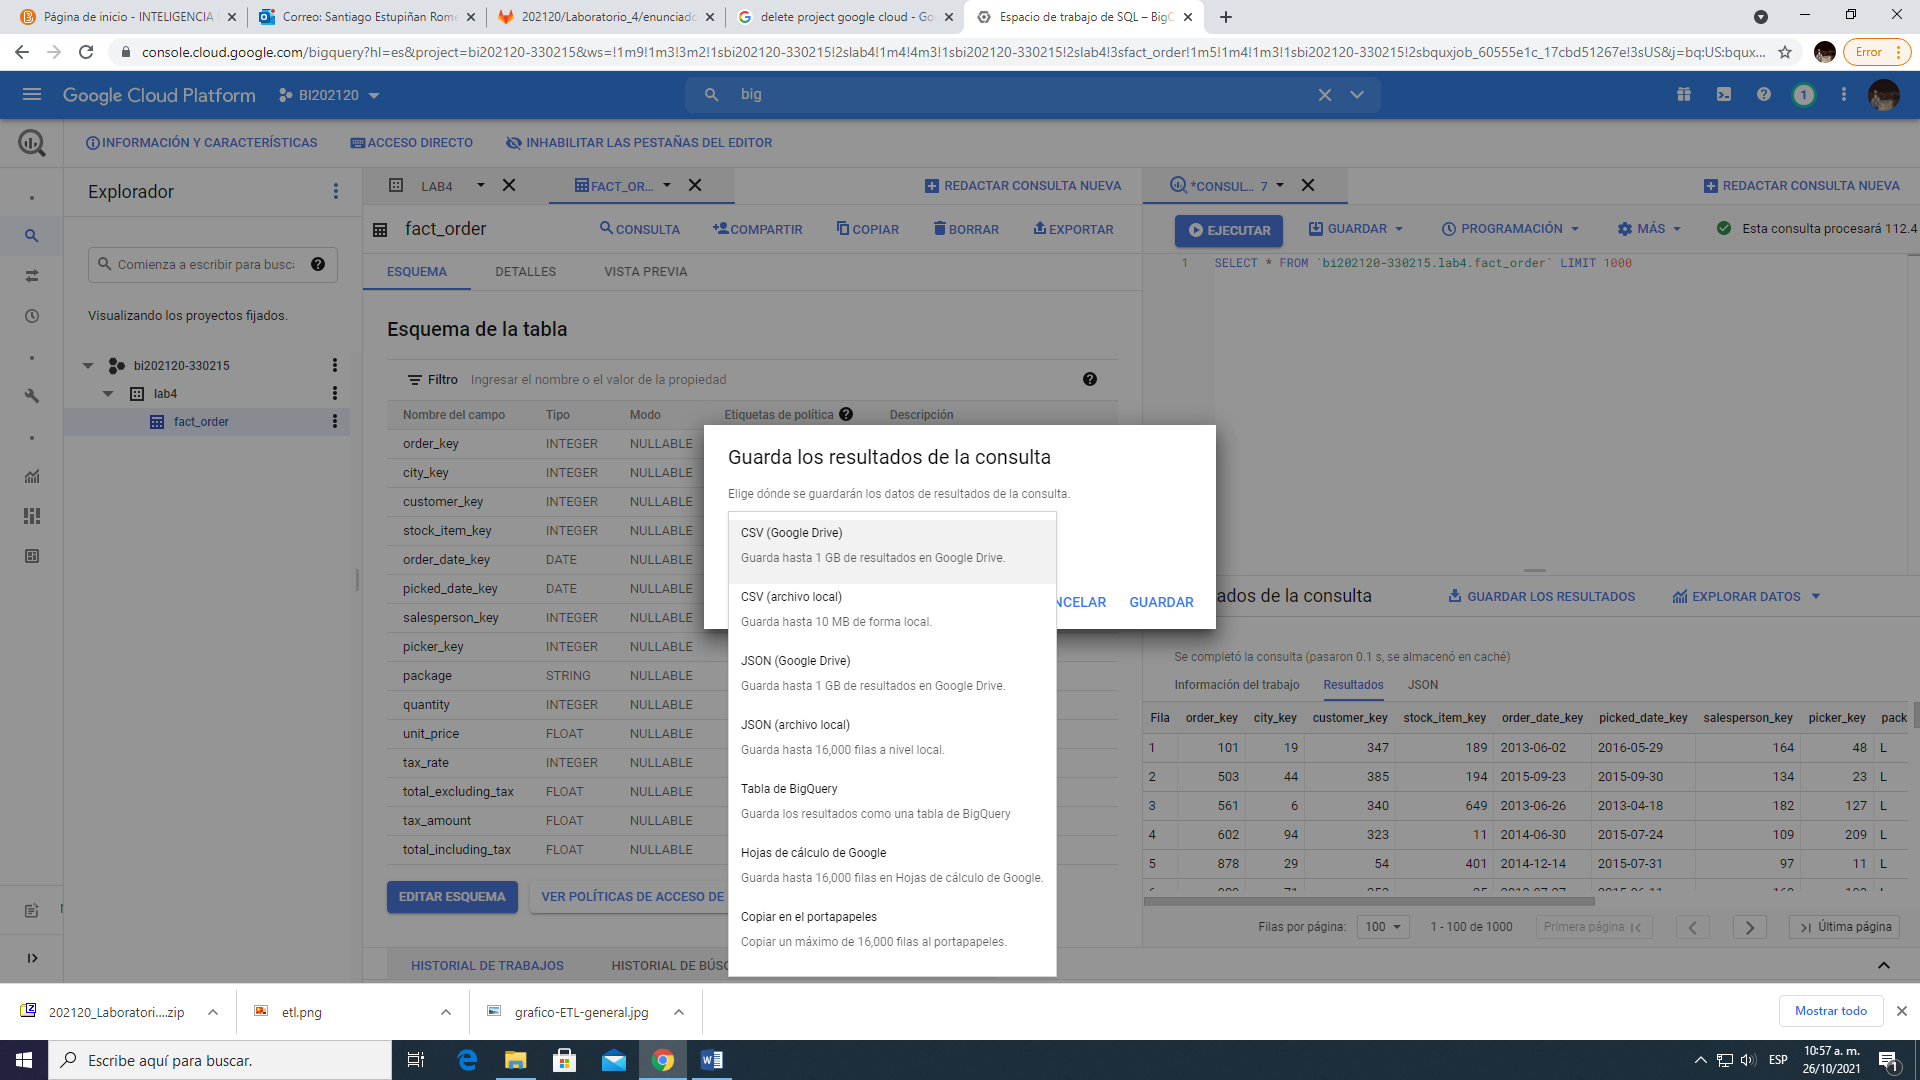 Página de inicio - INTELIGENCIA
Correo: Santiago Estupiñan Rome
202120/Laboratorio_4/enunciado
delete project google cloud - Go
Espacio de trabajo de SQL – BigC
console.cloud.google.com/bigquery?hl=es&project=bi202120-330215&ws=!1m9!1m3!3m2!1sbi202120-330215!2slab4!1m4!4m3!1sbi202120-330215!2slab4!3sfact_order!1m5!1m4!1m3!1sbi202120-330215!2sbquxjob_60555e1c_17cbd51267e!3sUS&j=bq:US:bqux...
Error
Google Cloud Platform
BI202120
big
1
INFORMACIÓN Y CARACTERÍSTICAS
ACCESO DIRECTO
INHABILITAR LAS PESTAÑAS DEL EDITOR
Explorador
LAB4
FACT_OR...
REDACTAR CONSULTA NUEVA
*CONSUL... 7
REDACTAR CONSULTA NUEVA
fact_order
CONSULTA
COMPARTIR
COPIAR
BORRAR
EXPORTAR
EJECUTAR
GUARDAR
PROGRAMACIÓN
MÁS
Esta consulta procesará 112.4
Comienza a escribir para busca
ESQUEMA
DETALLES
VISTA PREVIA
1 SELECT * FROM `bi202120-330215.lab4.fact_order` LIMIT 1000
Visualizando los proyectos fijados.
bi202120-330215
lab4
fact_order
Esquema de la tabla
Filtro Ingresar el nombre o el valor de la propiedad
Nombre del campo Tipo Modo Etiquetas de política Descripción
order_key INTEGER NULLABLE
city_key INTEGER NULLABLE
customer_key INTEGER NULLABLE
stock_item_key INTEGER NULLABLE
order_date_key DATE NULLABLE
picked_date_key DATE NULLABLE
salesperson_key INTEGER NULLABLE
picker_key INTEGER NULLABLE
package STRING NULLABLE
quantity INTEGER NULLABLE
unit_price FLOAT NULLABLE
tax_rate INTEGER NULLABLE
total_excluding_tax FLOAT NULLABLE
tax_amount FLOAT NULLABLE
total_including_tax FLOAT NULLABLE
EDITAR ESQUEMA
VER POLÍTICAS DE ACCESO DE
HISTORIAL DE TRABAJOS
HISTORIAL DE BÚSQ
Guarda los resultados de la consulta
Elige dónde se guardarán los datos de resultados de la consulta.
CSV (Google Drive)
Guarda hasta 1 GB de resultados en Google Drive.
CSV (archivo local)
Guarda hasta 10 MB de forma local.
JSON (Google Drive)
Guarda hasta 1 GB de resultados en Google Drive.
JSON (archivo local)
Guarda hasta 16,000 filas a nivel local.
Tabla de BigQuery
Guarda los resultados como una tabla de BigQuery
Hojas de cálculo de Google
Guarda hasta 16,000 filas en Hojas de cálculo de Google.
Copiar en el portapapeles
Copiar un máximo de 16,000 filas al portapapeles.
NCELAR
GUARDAR
ados de la consulta
GUARDAR LOS RESULTADOS
EXPLORAR DATOS
Se completó la consulta (pasaron 0.1 s, se almacenó en caché)
Información del trabajo
Resultados
JSON
Fila order_key city_key customer_key stock_item_key order_date_key picked_date_key salesperson_key picker_key pack
1 101 19 347 189 2013-06-02 2016-05-29 164 48 L
2 503 44 385 194 2015-09-23 2015-09-30 134 23 L
3 561 6 340 649 2013-06-26 2013-04-18 182 127 L
4 602 94 323 11 2014-06-30 2015-07-24 109 209 L
5 878 29 54 401 2014-12-14 2015-07-31 97 11 L
Filas por página: 100
1 - 100 de 1000
Primera página
Última página
202120_Laboratori....zip
etl.png
grafico-ETL-general.jpg
Mostrar todo
Escribe aquí para buscar.
ESP
10:57 a. m.
26/10/2021
1